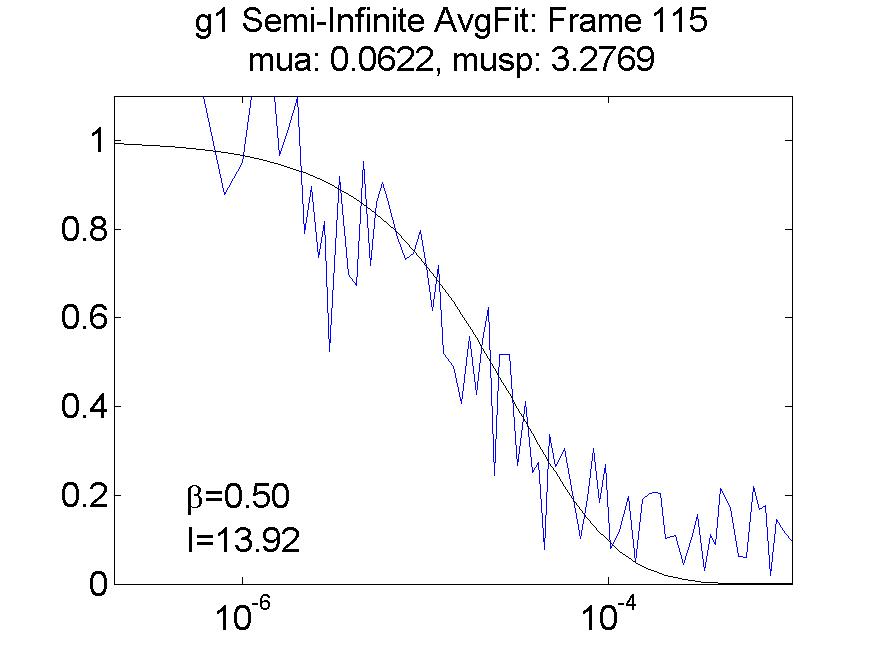 g1 Semi-Infinite AvgFit: Frame 115
mua: 0.0622, musp: 3.2769
1
0.8
0.6
0.4
0.2
0
β=0.50
I=13.92
10^-6
10^-4